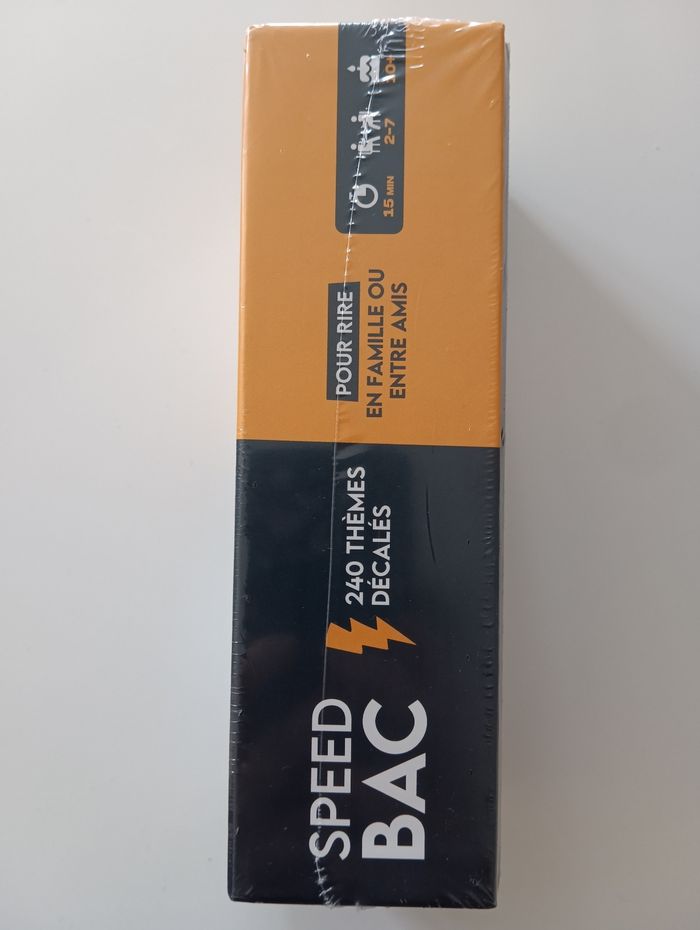 SPEED
BAC
240 THÈMES
DÉCALÉS
POUR RIRE
EN FAMILLE OU
ENTRE AMIS
15 MIN
2-7
10+